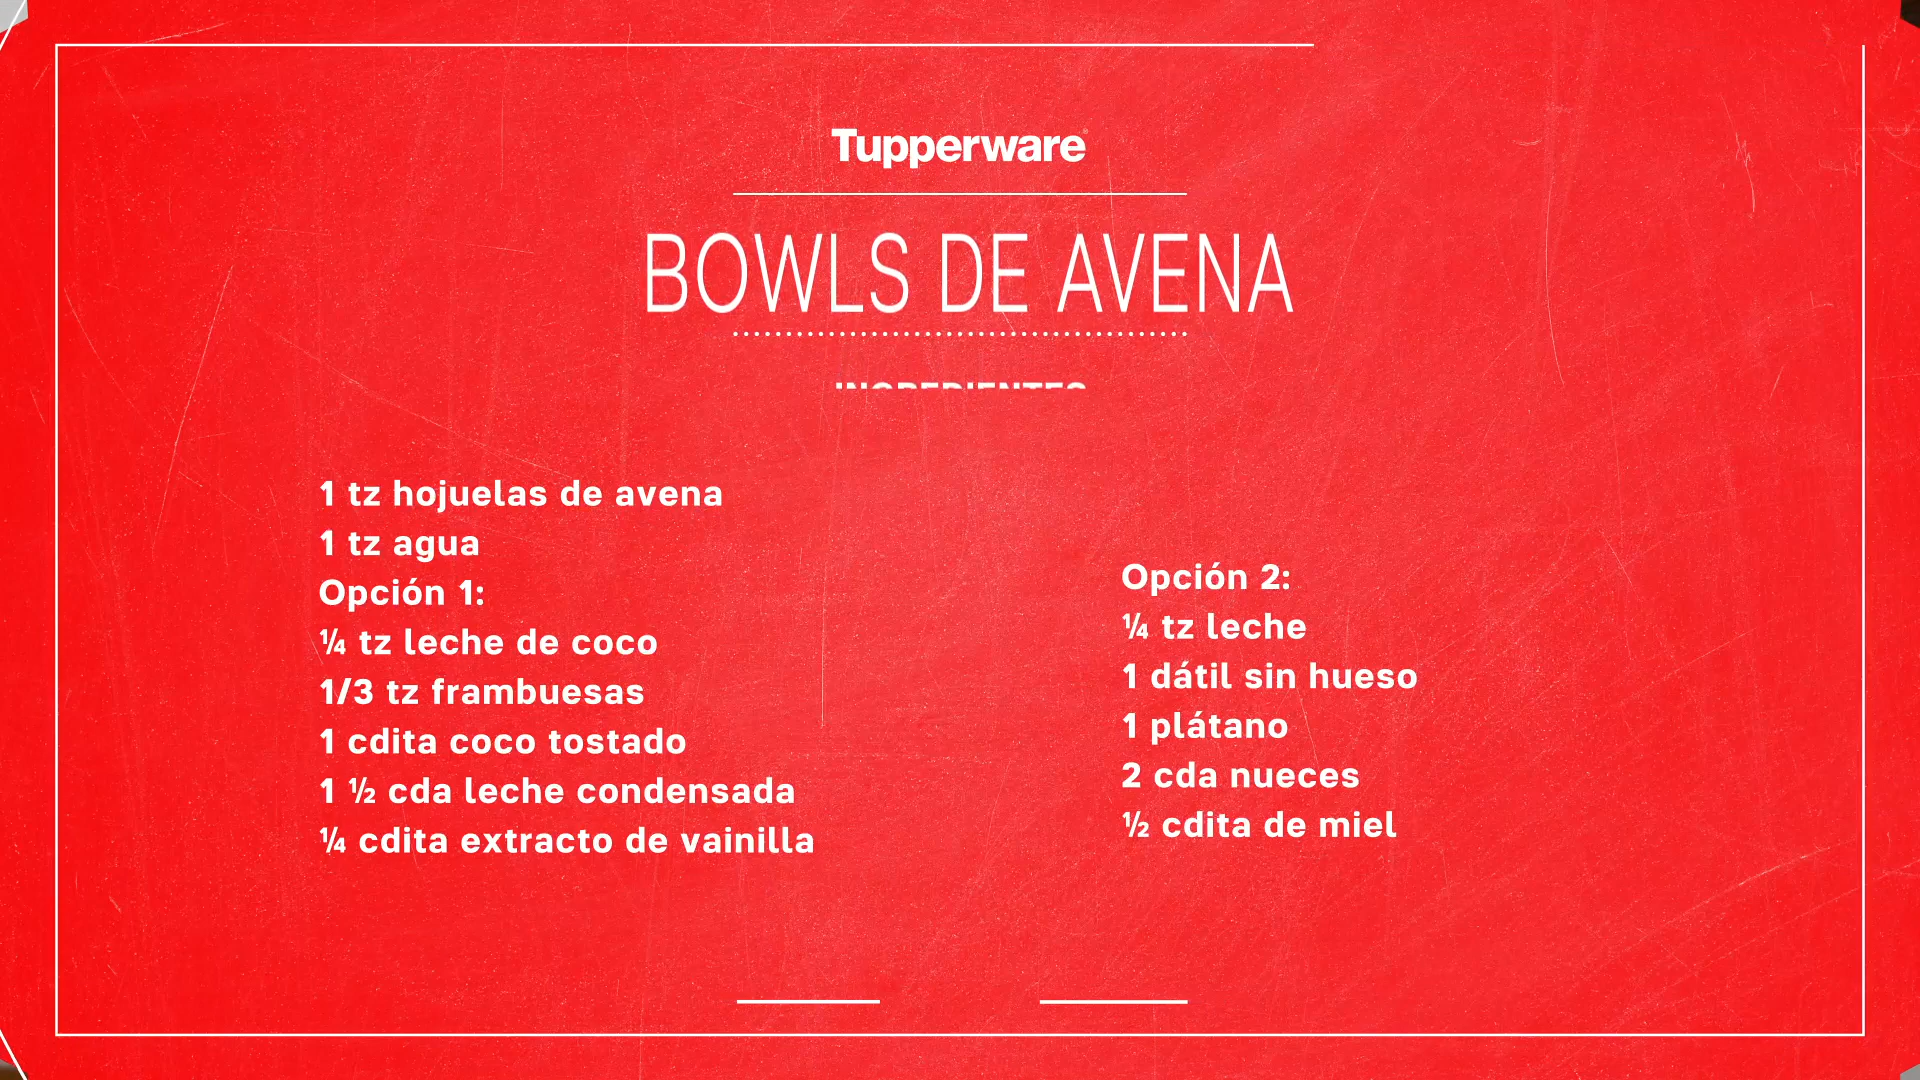 Tupperware
BOWLS DE AVENA
INGREDIENTES
1 tz hojuelas de avena
1 tz agua
Opción 1:
¼ tz leche de coco
1/3 tz frambuesas
1 cdita coco tostado
1 ½ cda leche condensada
¼ cdita extracto de vainilla
Opción 2:
¼ tz leche
1 dátil sin hueso
1 plátano
2 cda nueces
½ cdita de miel